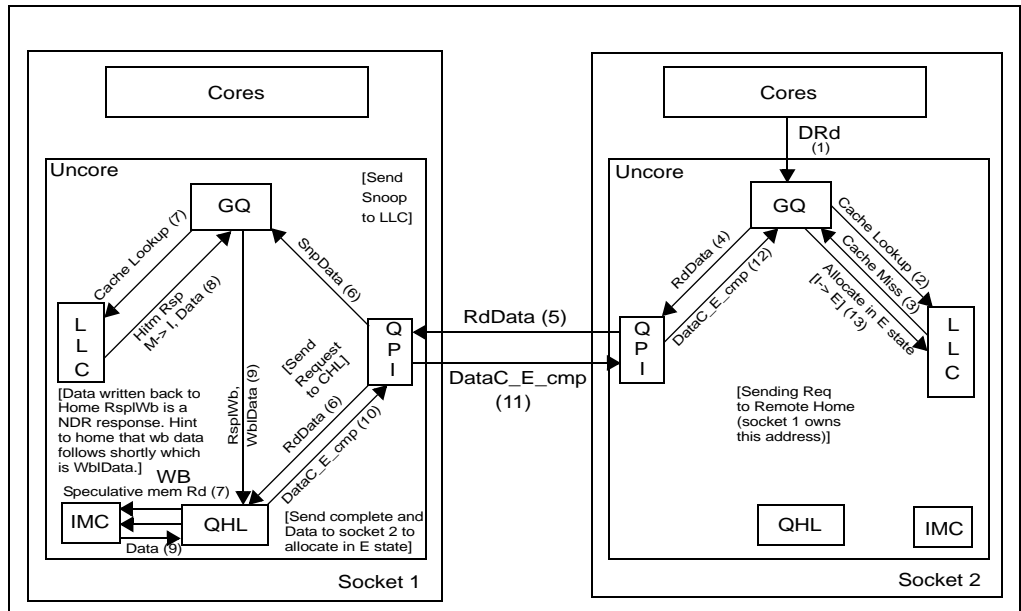 Cores
Uncore
GQ
[Send
Snoop
to LLC]
Cache Lookup (7)
Hitm Rsp
M-> I, Data (8)
SnpData (6)
L
L
C
Q
P
I
[Send
Request
to CHL]
RspIWb,
WbIData (9)
RdData (6)
DataC_E_cmp (10)
[Data written back to
Home RspIWb is a
NDR response. Hint
to home that wb data
follows shortly which
is WbIData.]
WB
Speculative mem Rd (7)
IMC
QHL
Data (9)
[Send complete and
Data to socket 2 to
allocate in E state]
Socket 1
RdData (5)
DataC_E_cmp
(11)
Cores
DRd
(1)
Uncore
GQ
RdData (4)
DataC_E_cmp (12)
Cache Lookup (2)
Cache Miss (3)
Allocate in E state
[I-> E] (13)
Q
P
I
L
L
C
[Sending Req
to Remote Home
(socket 1 owns
this address)]
QHL
IMC
Socket 2